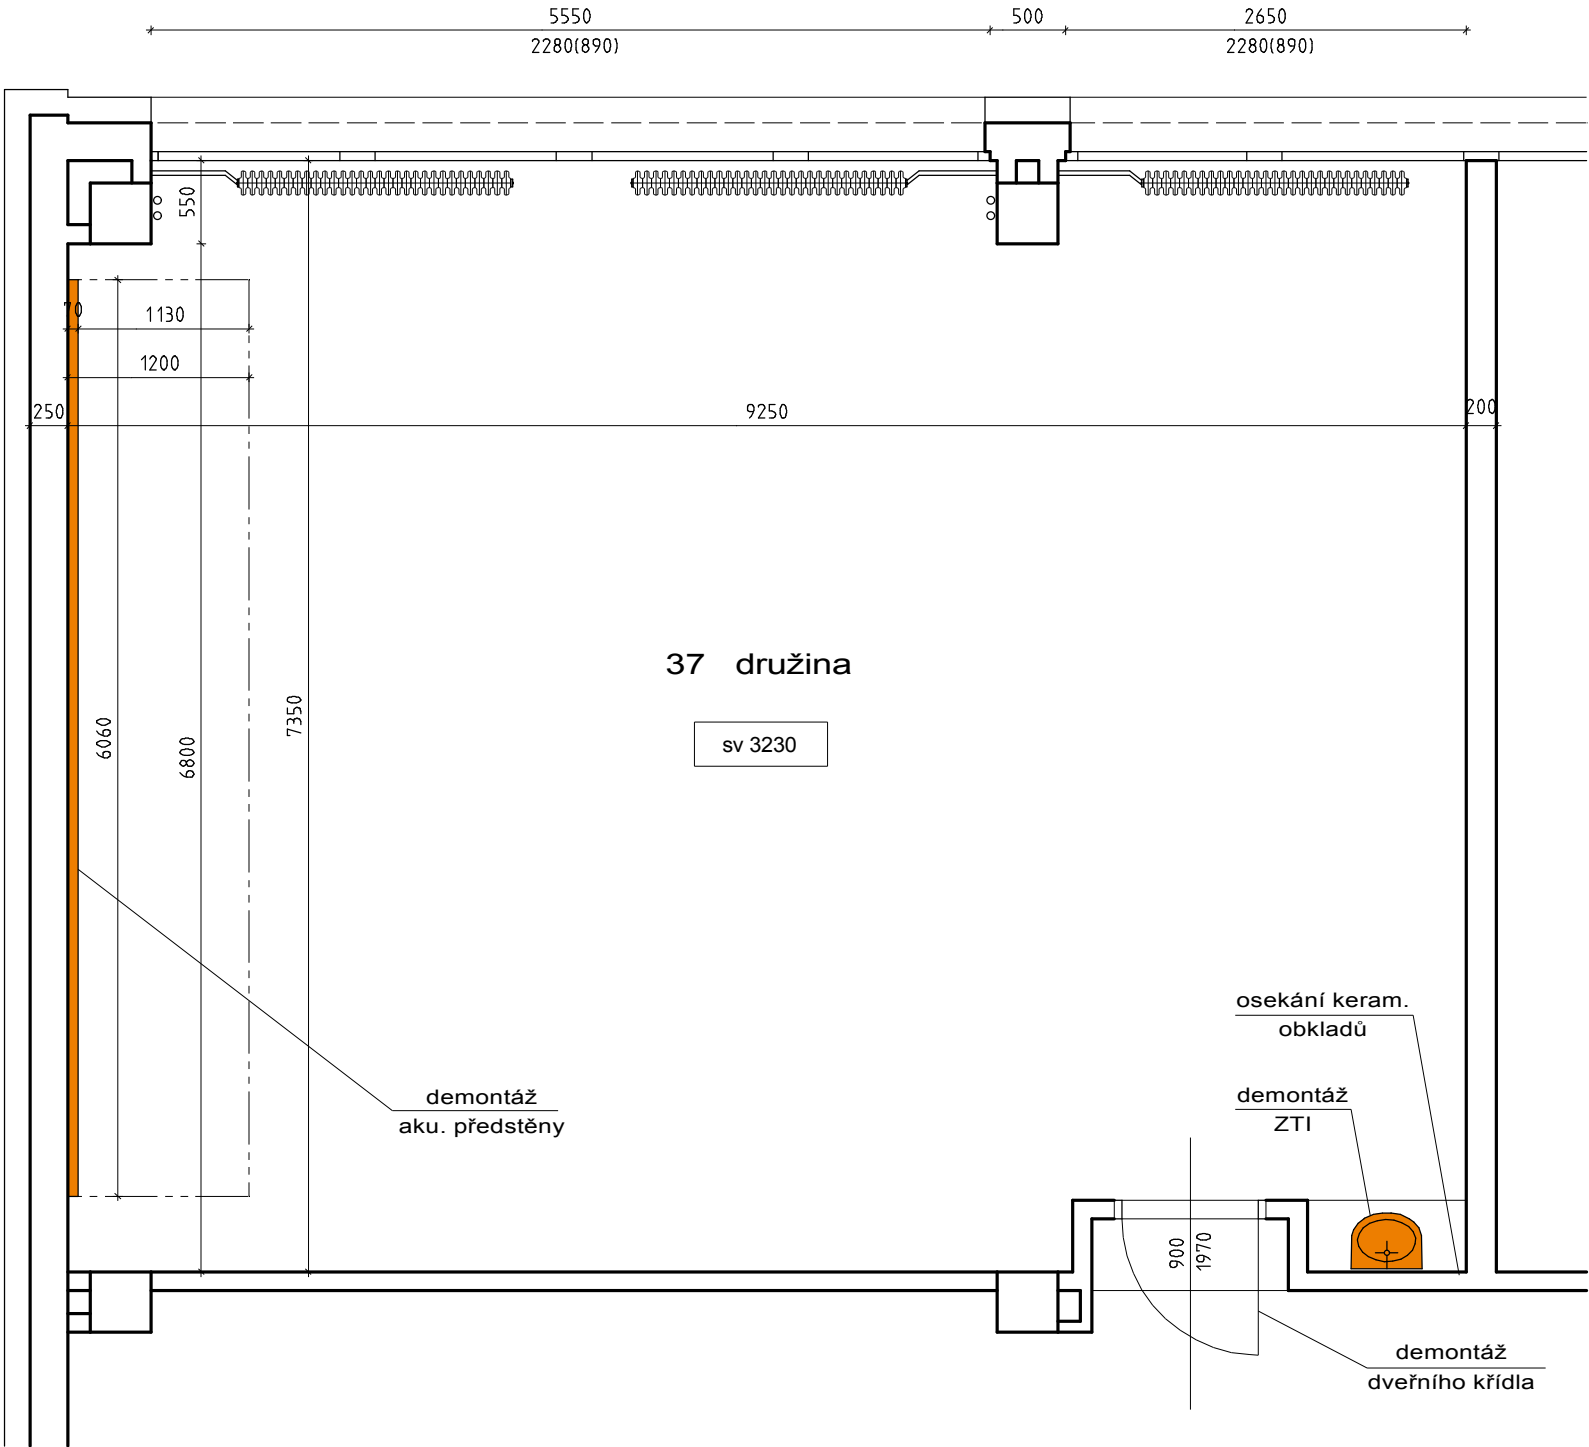 5550
500
2650
2280(890)
2280(890)
550
70
1130
1200
250
9250
200
37 družina
sv 3230
6060
6800
7350
osekání keram.
obkladů
demontáž
aku. předstěny
demontáž
ZTI
900
1970
demontáž
dveřního křídla